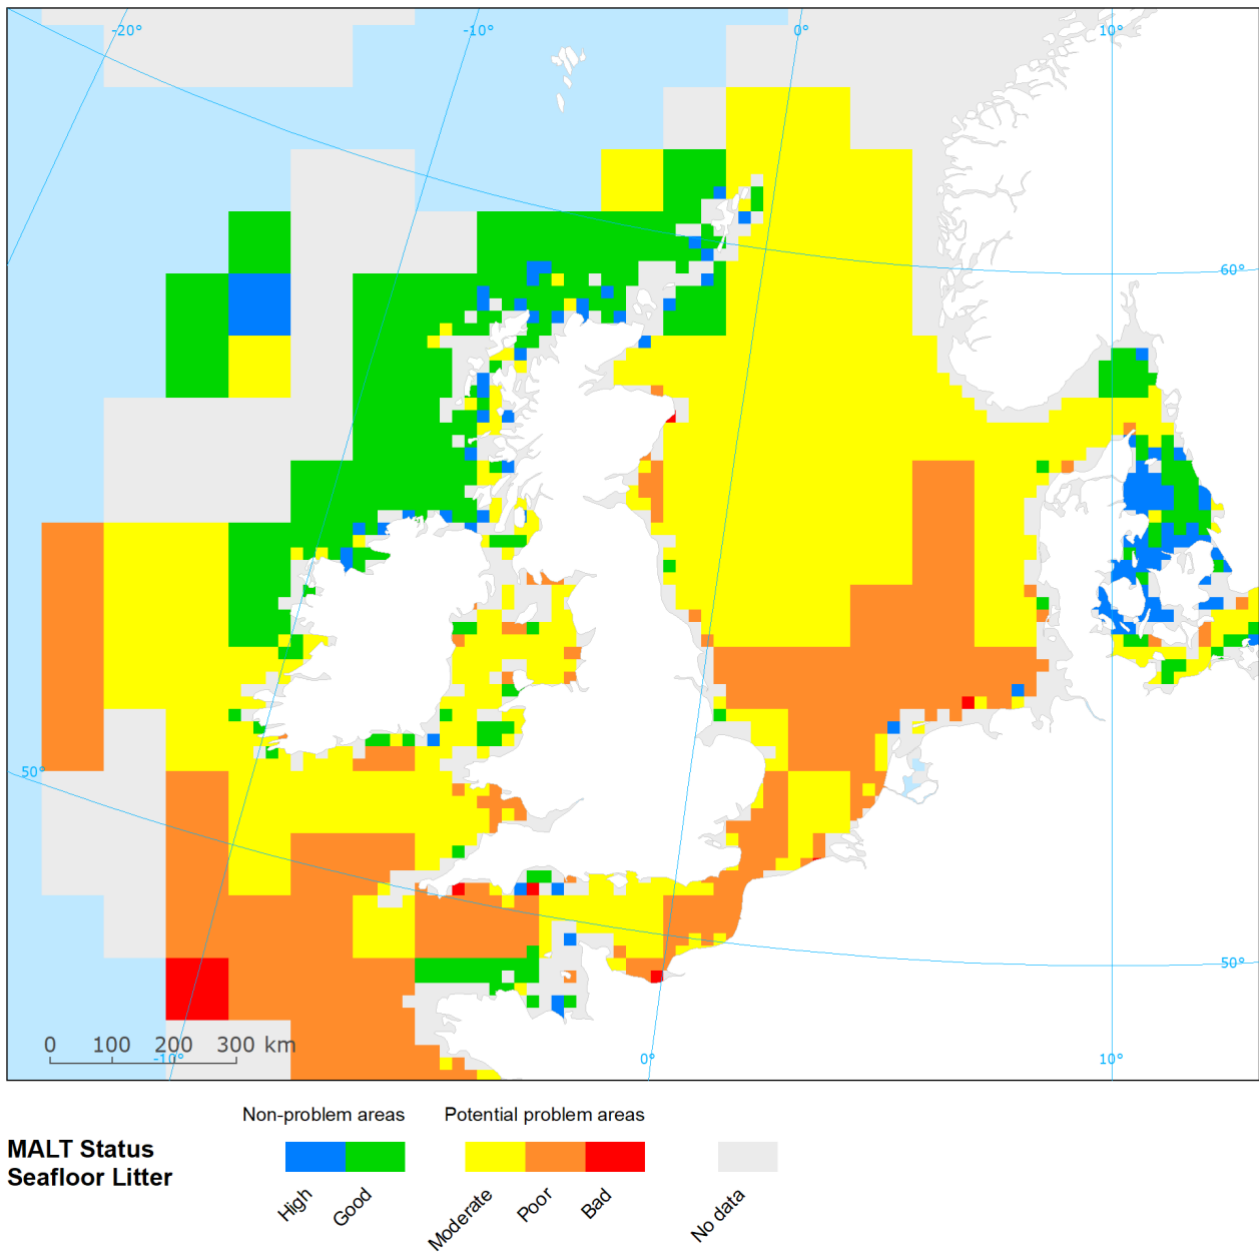 -20°
-10°
0°
10°
60°
50°
50°
0 100 200 300 km
-10°
0°
10°
Non-problem areas
Potential problem areas
MALT Status
Seafloor Litter
High
Good
Moderate
Poor
Bad
No data